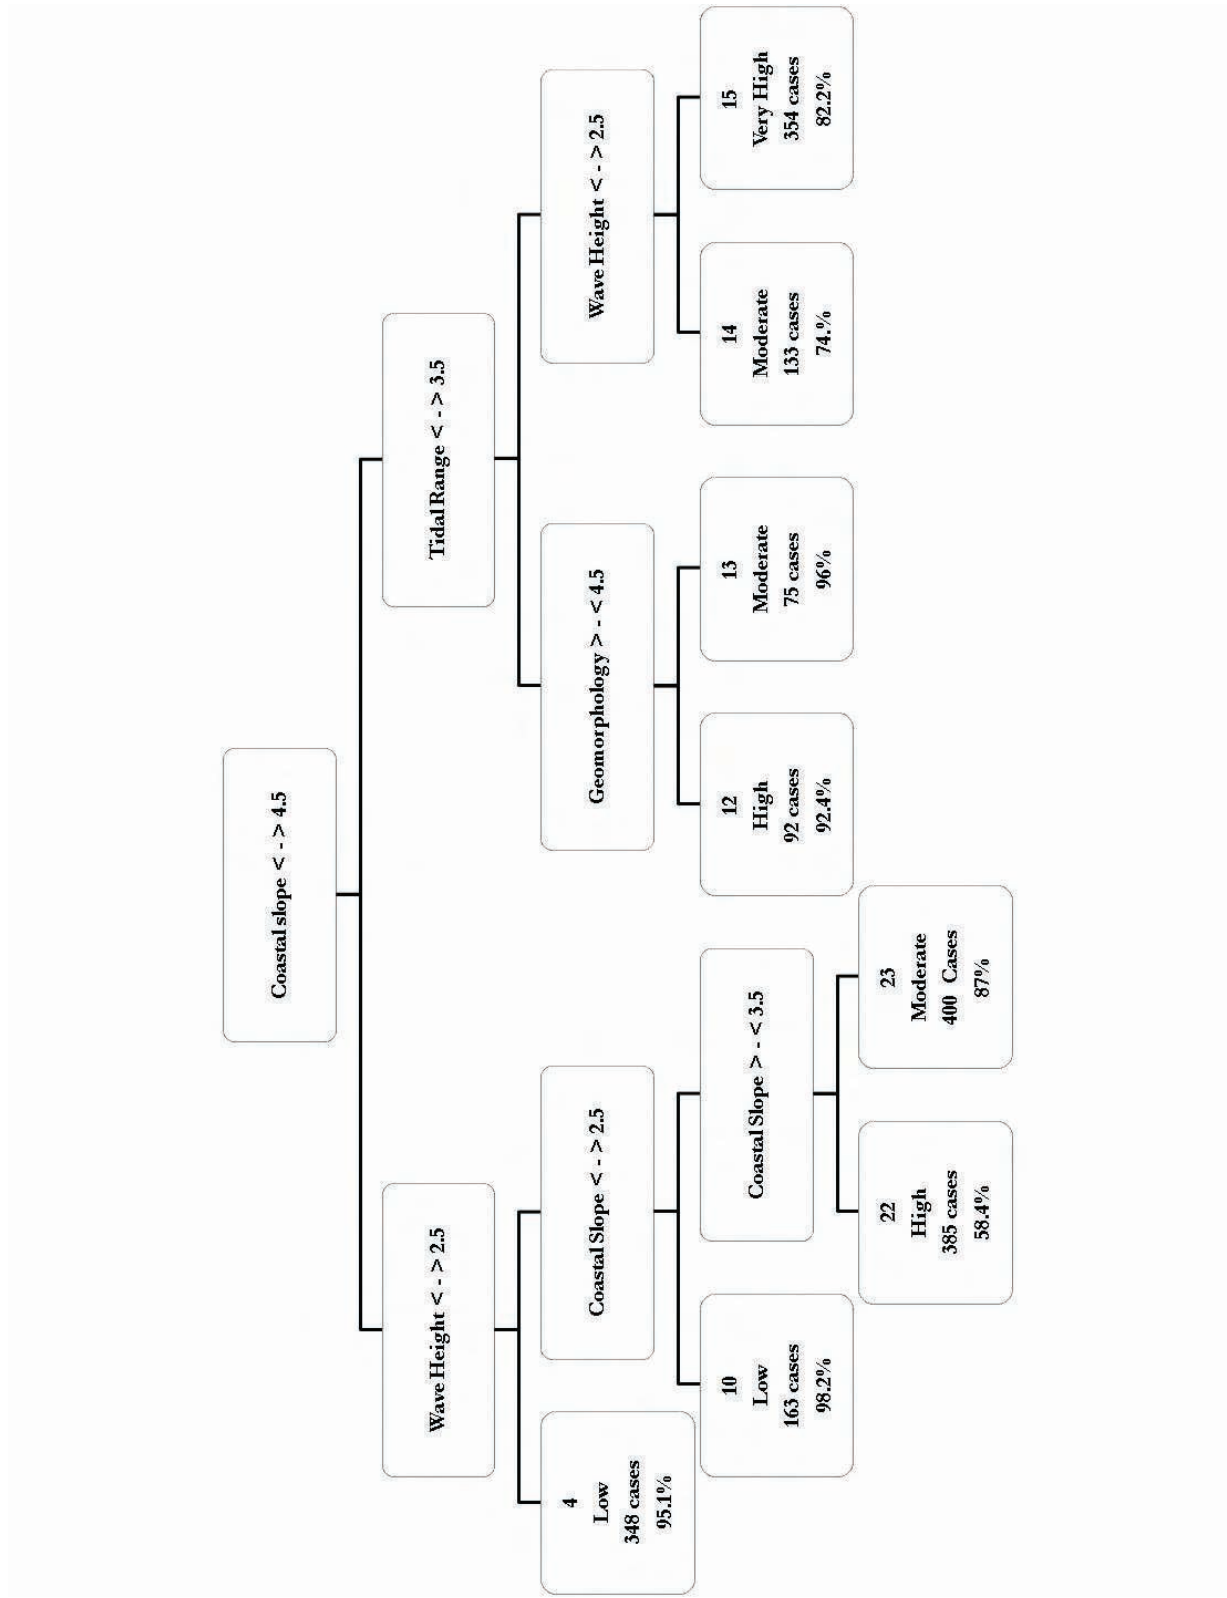 Coastal slope < - > 4.5
Wave Height < - > 2.5
Tidal Range < - > 3.5
4
Low
348 cases
95.1%
Coastal Slope < - > 2.5
Geomorphology > - < 4.5
Wave Height < - > 2.5
10
Low
163 cases
98.2%
Coastal Slope > - < 3.5
12
High
92 cases
92.4%
13
Moderate
75 cases
96%
14
Moderate
133 cases
74.%
15
Very High
354 cases
82.2%
22
High
385 cases
58.4%
23
Moderate
400 Cases
87%